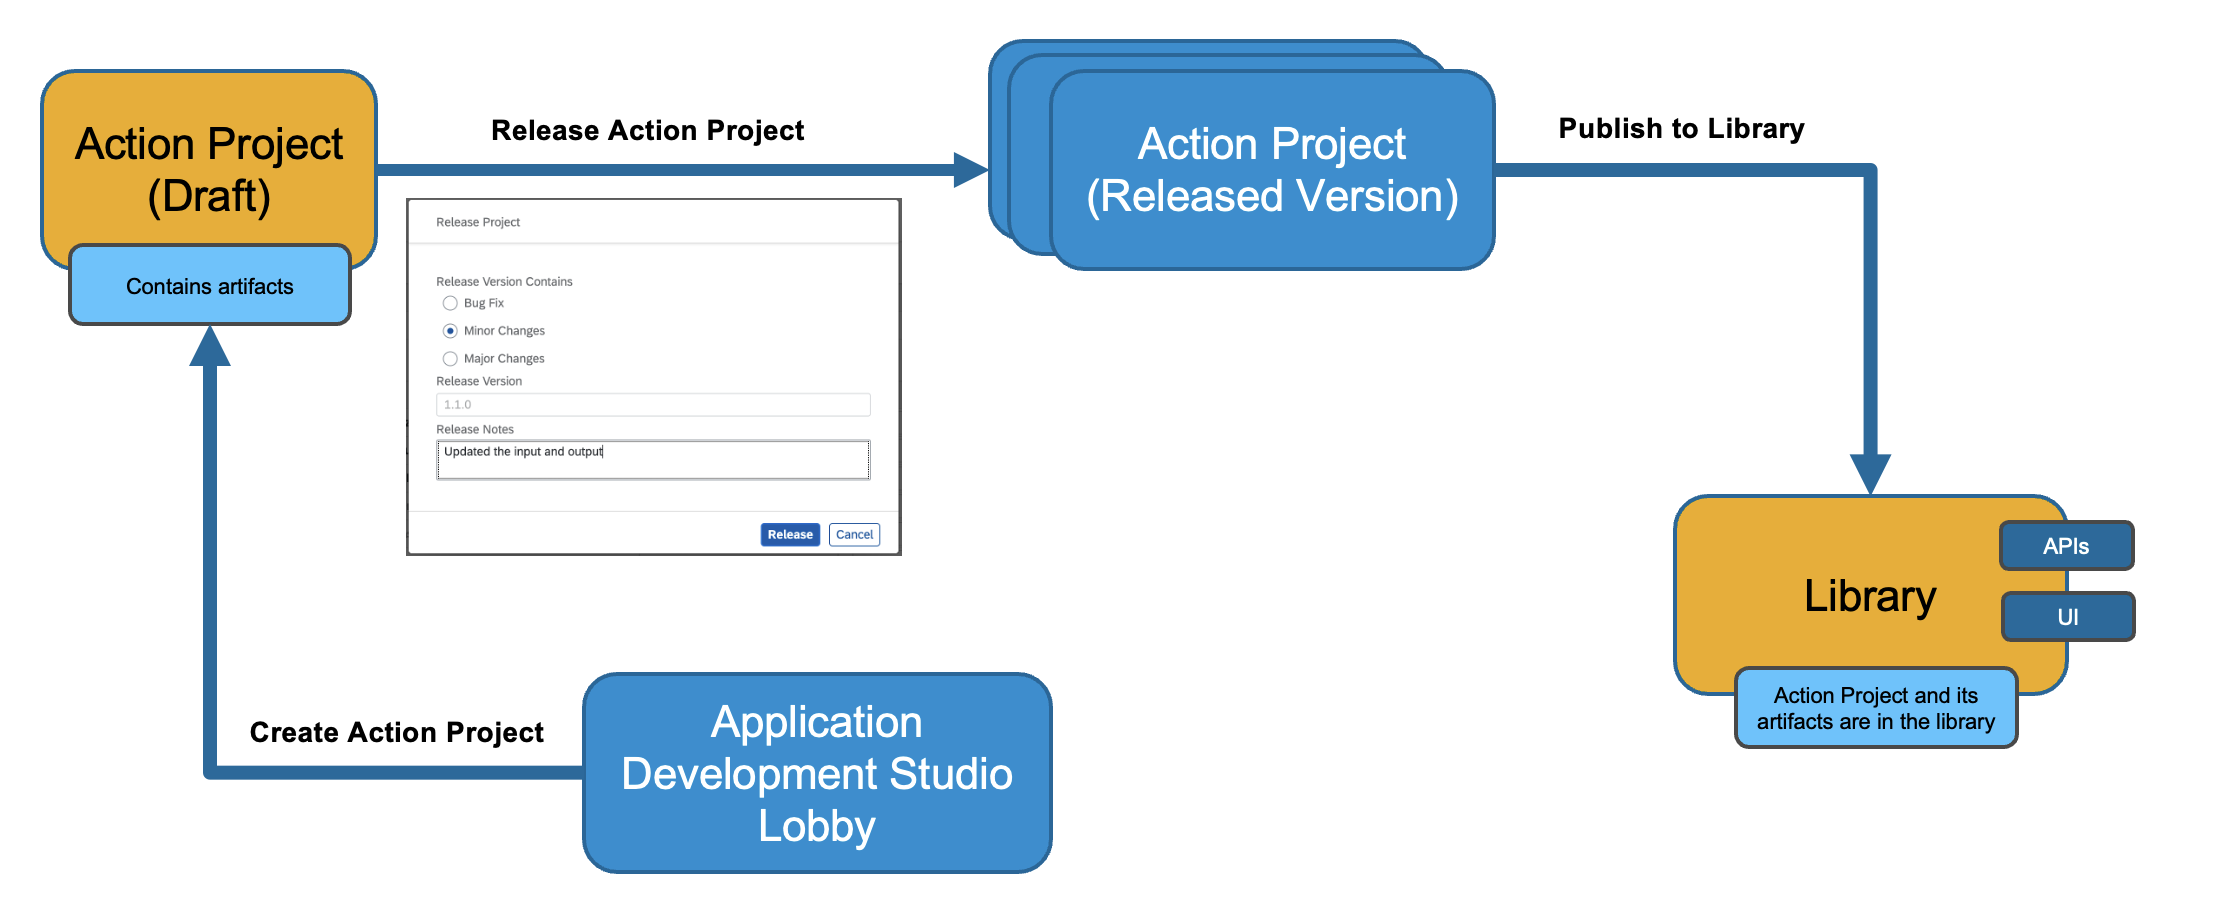 Action Project
(Draft)
Contains artifacts
Release Action Project
Release Project
Release Version Contains
Bug Fix
Minor Changes
Major Changes
Release Version
1.1.0
Release Notes
Updated the input and output
Release
Cancel
Action Project
(Released Version)
Publish to Library
Create Action Project
Application
Development Studio
Lobby
Library
APIs
UI
Action Project and its
artifacts are in the library